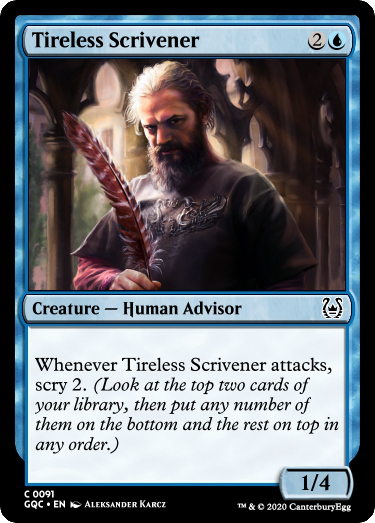 Tireless Scrivener 2
Creature — Human Advisor
Whenever Tireless Scrivener attacks,
scry 2. (Look at the top two cards of
your library, then put any number of
them on the bottom and the rest on top in
any order.)
1/4
C 0091
GQC • EN Aleksander Karcz
™ & © 2020 CanterburyEgg